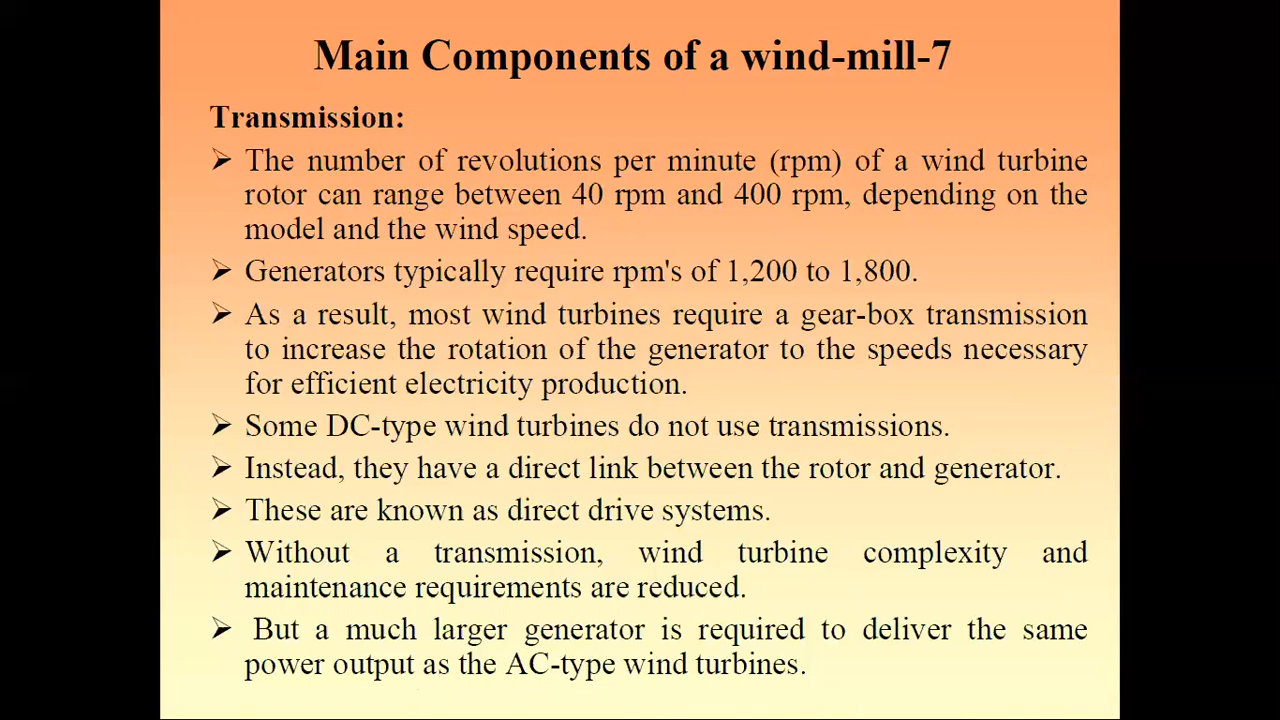 Main Components of a wind-mill-7
Transmission:
➢ The number of revolutions per minute (rpm) of a wind turbine
rotor can range between 40 rpm and 400 rpm, depending on the
model and the wind speed.
➢ Generators typically require rpm's of 1,200 to 1,800.
➢ As a result, most wind turbines require a gear-box transmission
to increase the rotation of the generator to the speeds necessary
for efficient electricity production.
➢ Some DC-type wind turbines do not use transmissions.
➢ Instead, they have a direct link between the rotor and generator.
➢ These are known as direct drive systems.
➢ Without a transmission, wind turbine complexity and
maintenance requirements are reduced.
➢ But a much larger generator is required to deliver the same
power output as the AC-type wind turbines.